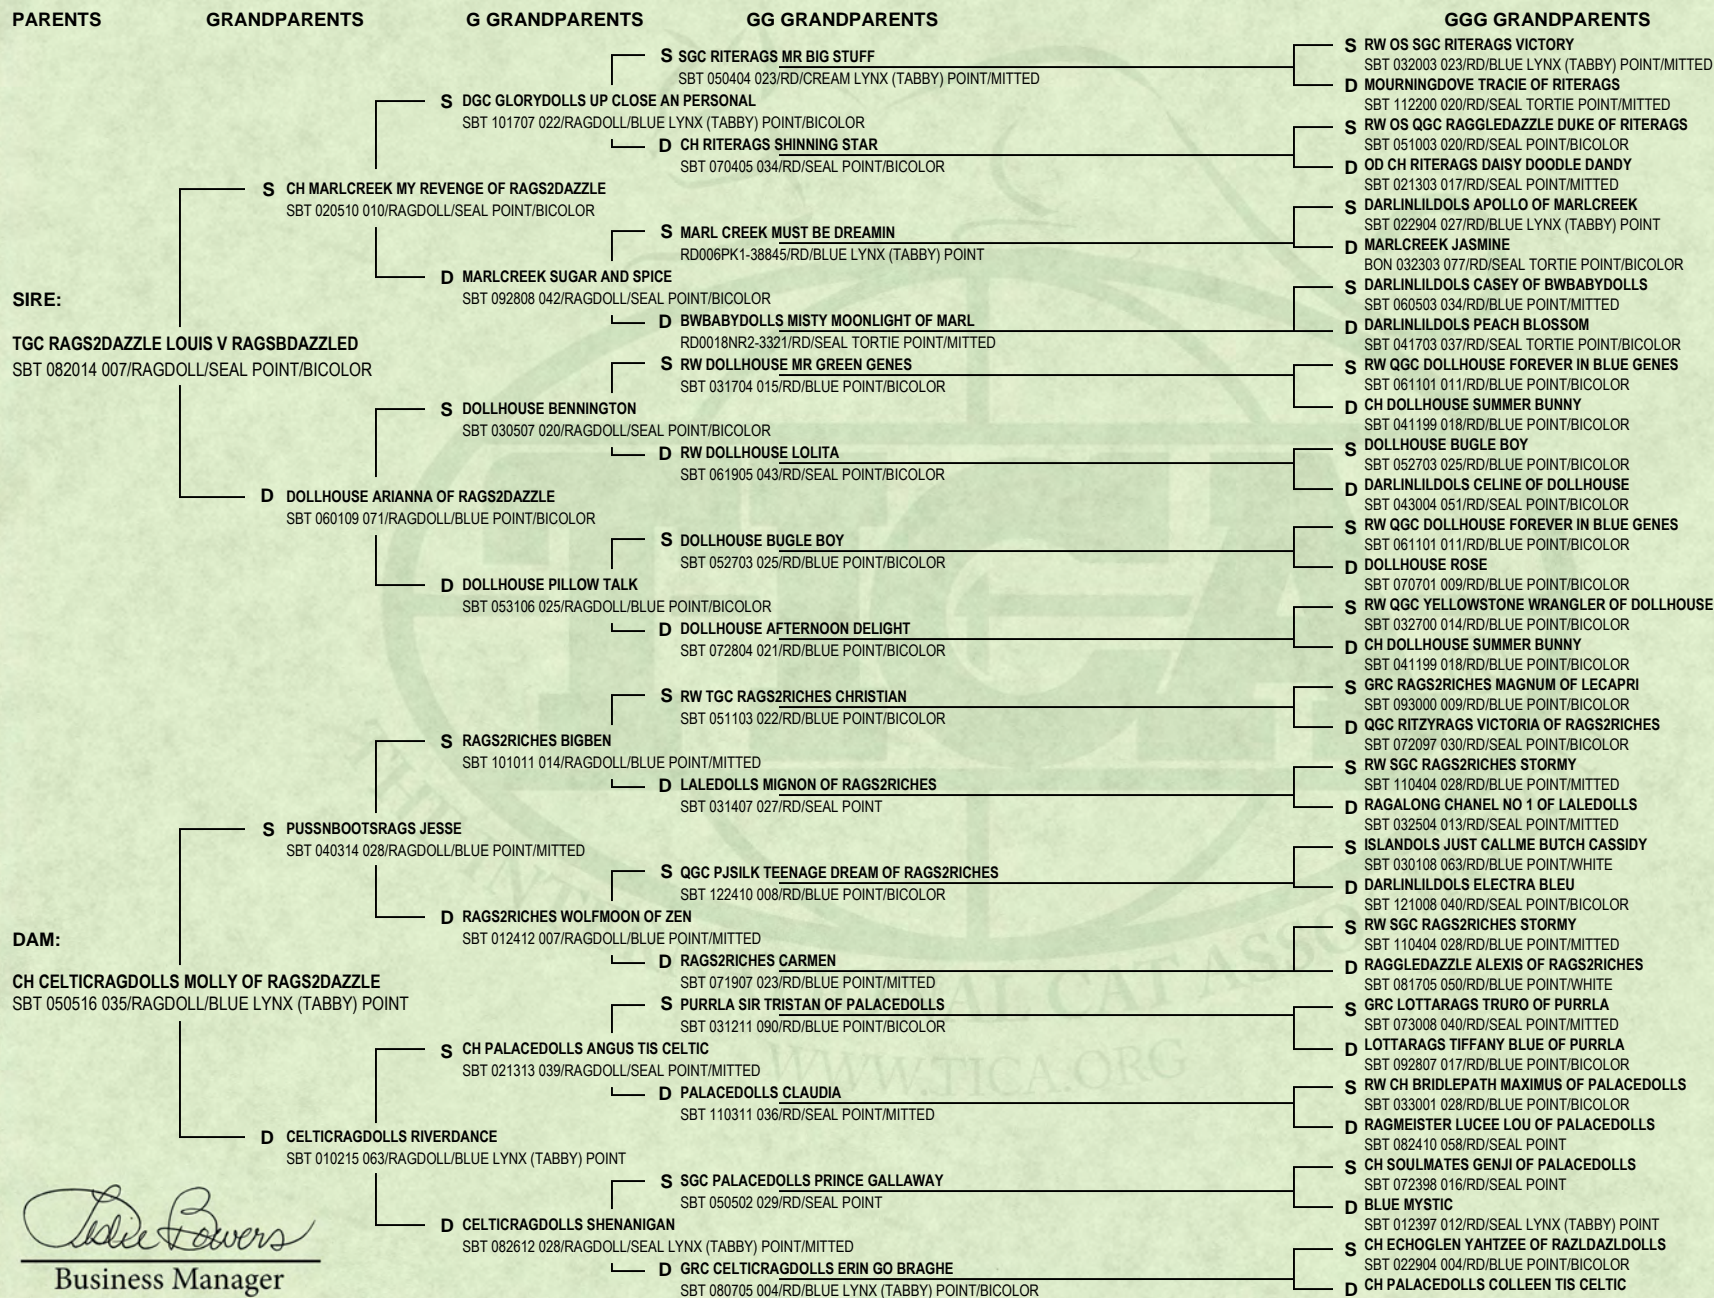 PARENTS GRANDPARENTS G GRANDPARENTS GG GRANDPARENTS GGG GRANDPARENTS
SIRE:
TGC RAGS2DAZZLE LOUIS V RAGSBDAZZLED
SBT 082014 007/RAGDOLL/SEAL POINT/BICOLOR
DAM:
CH CELTICRAGDOLLS MOLLY OF RAGS2DAZZLE
SBT 050516 035/RAGDOLL/BLUE LYNX (TABBY) POINT
Leslie Bowers
Business Manager
S CH MARLCREEK MY REVENGE OF RAGS2DAZZLE
SBT 020510 010/RAGDOLL/SEAL POINT/BICOLOR
D DOLLHOUSE ARIANNA OF RAGS2DAZZLE
SBT 060109 071/RAGDOLL/BLUE POINT/BICOLOR
S PUSSNBOOTSRAGS JESSE
SBT 040314 028/RAGDOLL/BLUE POINT/MITTED
D CELTICRAGDOLLS RIVERDANCE
SBT 010215 063/RAGDOLL/BLUE LYNX (TABBY) POINT
S DGC GLORYDOLLS UP CLOSE AN PERSONAL
SBT 101707 022/RAGDOLL/BLUE LYNX (TABBY) POINT/BICOLOR
D MARLCREEK SUGAR AND SPICE
SBT 092808 042/RAGDOLL/SEAL POINT/BICOLOR
S DOLLHOUSE BENNINGTON
SBT 030507 020/RAGDOLL/SEAL POINT/BICOLOR
D DOLLHOUSE PILLOW TALK
SBT 053106 025/RAGDOLL/BLUE POINT/BICOLOR
S RAGS2RICHES BIGBEN
SBT 101011 014/RAGDOLL/BLUE POINT/MITTED
D RAGS2RICHES WOLFMOON OF ZEN
SBT 012412 007/RAGDOLL/BLUE POINT/MITTED
S CH PALACEDOLLS ANGUS TIS CELTIC
SBT 021313 039/RAGDOLL/SEAL POINT/MITTED
D CELTICRAGDOLLS SHENANIGAN
SBT 082612 028/RAGDOLL/SEAL LYNX (TABBY) POINT/MITTED
S SGC RITERAGS MR BIG STUFF
SBT 050404 023/RD/CREAM LYNX (TABBY) POINT/MITTED
D CH RITERAGS SHINNING STAR
SBT 070405 034/RD/SEAL POINT/BICOLOR
S MARL CREEK MUST BE DREAMIN
RD006PK1-38845/RD/BLUE LYNX (TABBY) POINT
D BWBABYDOLLS MISTY MOONLIGHT OF MARL
RD0018NR2-3321/RD/SEAL TORTIE POINT/MITTED
S RW DOLLHOUSE MR GREEN GENES
SBT 031704 015/RD/BLUE POINT/BICOLOR
D RW DOLLHOUSE LOLITA
SBT 061905 043/RD/SEAL POINT/BICOLOR
S DOLLHOUSE BUGLE BOY
SBT 052703 025/RD/BLUE POINT/BICOLOR
D DOLLHOUSE AFTERNOON DELIGHT
SBT 072804 021/RD/BLUE POINT/BICOLOR
S RW TGC RAGS2RICHES CHRISTIAN
SBT 051103 022/RD/BLUE POINT/BICOLOR
D LALEDOLLS MIGNON OF RAGS2RICHES
SBT 031407 027/RD/SEAL POINT
S QGC PJSILK TEENAGE DREAM OF RAGS2RICHES
SBT 122410 008/RD/BLUE POINT/BICOLOR
D RAGS2RICHES CARMEN
SBT 071907 023/RD/BLUE POINT/MITTED
S PURRLA SIR TRISTAN OF PALACEDOLLS
SBT 031211 090/RD/BLUE POINT/BICOLOR
D PALACEDOLLS CLAUDIA
SBT 110311 036/RD/SEAL POINT/MITTED
S SGC PALACEDOLLS PRINCE GALLAWAY
SBT 050502 029/RD/SEAL POINT
D GRC CELTICRAGDOLLS ERIN GO BRAGHE
SBT 080705 004/RD/BLUE LYNX (TABBY) POINT/BICOLOR
S RW OS SGC RITERAGS VICTORY
SBT 032003 023/RD/BLUE LYNX (TABBY) POINT/MITTED
D MOURNINGDOVE TRACIE OF RITERAGS
SBT 112200 020/RD/SEAL TORTIE POINT/MITTED
S RW OS QGC RAGGLEDAZZLE DUKE OF RITERAGS
SBT 051003 020/RD/SEAL POINT/BICOLOR
D OD CH RITERAGS DAISY DOODLE DANDY
SBT 021303 017/RD/SEAL POINT/MITTED
S DARLINLILDOLS APOLLO OF MARLCREEK
SBT 022904 027/RD/BLUE LYNX (TABBY) POINT
D MARLCREEK JASMINE
BON 032303 077/RD/SEAL TORTIE POINT/BICOLOR
S DARLINLILDOLS CASEY OF BWBABYDOLLS
SBT 060503 034/RD/BLUE POINT/MITTED
D DARLINLILDOLS PEACH BLOSSOM
SBT 041703 037/RD/SEAL TORTIE POINT/BICOLOR
S RW QGC DOLLHOUSE FOREVER IN BLUE GENES
SBT 061101 011/RD/BLUE POINT/BICOLOR
D CH DOLLHOUSE SUMMER BUNNY
SBT 041199 018/RD/BLUE POINT/BICOLOR
S DOLLHOUSE BUGLE BOY
SBT 052703 025/RD/BLUE POINT/BICOLOR
D DARLINLILDOLS CELINE OF DOLLHOUSE
SBT 043004 051/RD/SEAL POINT/BICOLOR
S RW QGC DOLLHOUSE FOREVER IN BLUE GENES
SBT 061101 011/RD/BLUE POINT/BICOLOR
D DOLLHOUSE ROSE
SBT 070701 009/RD/BLUE POINT/BICOLOR
S RW QGC YELLOWSTONE WRANGLER OF DOLLHOUSE
SBT 032700 014/RD/BLUE POINT/BICOLOR
D CH DOLLHOUSE SUMMER BUNNY
SBT 041199 018/RD/BLUE POINT/BICOLOR
S GRC RAGS2RICHES MAGNUM OF LECAPRI
SBT 093000 009/RD/BLUE POINT/BICOLOR
D QGC RITZYRAGS VICTORIA OF RAGS2RICHES
SBT 072097 030/RD/SEAL POINT/BICOLOR
S RW SGC RAGS2RICHES STORMY
SBT 110404 028/RD/BLUE POINT/MITTED
D RAGALONG CHANEL NO 1 OF LALEDOLLS
SBT 032504 013/RD/SEAL POINT/MITTED
S ISLANDOLS JUST CALLME BUTCH CASSIDY
SBT 030108 063/RD/BLUE POINT/WHITE
D DARLINLILDOLS ELECTRA BLEU
SBT 121008 040/RD/SEAL POINT/BICOLOR
S RW SGC RAGS2RICHES STORMY
SBT 110404 028/RD/BLUE POINT/MITTED
D RAGGLEDAZZLE ALEXIS OF RAGS2RICHES
SBT 081705 050/RD/BLUE POINT/WHITE
S GRC LOTTARAGS TRURO OF PURRLA
SBT 073008 040/RD/SEAL POINT/MITTED
D LOTTARAGS TIFFANY BLUE OF PURRLA
SBT 092807 017/RD/BLUE POINT/BICOLOR
S RW CH BRIDLEPATH MAXIMUS OF PALACEDOLLS
SBT 033001 028/RD/BLUE POINT/BICOLOR
D RAGMEISTER LUCEE LOU OF PALACEDOLLS
SBT 082410 058/RD/SEAL POINT
S CH SOULMATES GENJI OF PALACEDOLLS
SBT 072398 016/RD/SEAL POINT
D BLUE MYSTIC
SBT 012397 012/RD/SEAL LYNX (TABBY) POINT
S CH ECHOGLEN YAHTZEE OF RAZLDAZLDOLLS
SBT 022904 004/RD/BLUE POINT/BICOLOR
D CH PALACEDOLLS COLLEEN TIS CELTIC
TICA
WWW.TICA.ORG